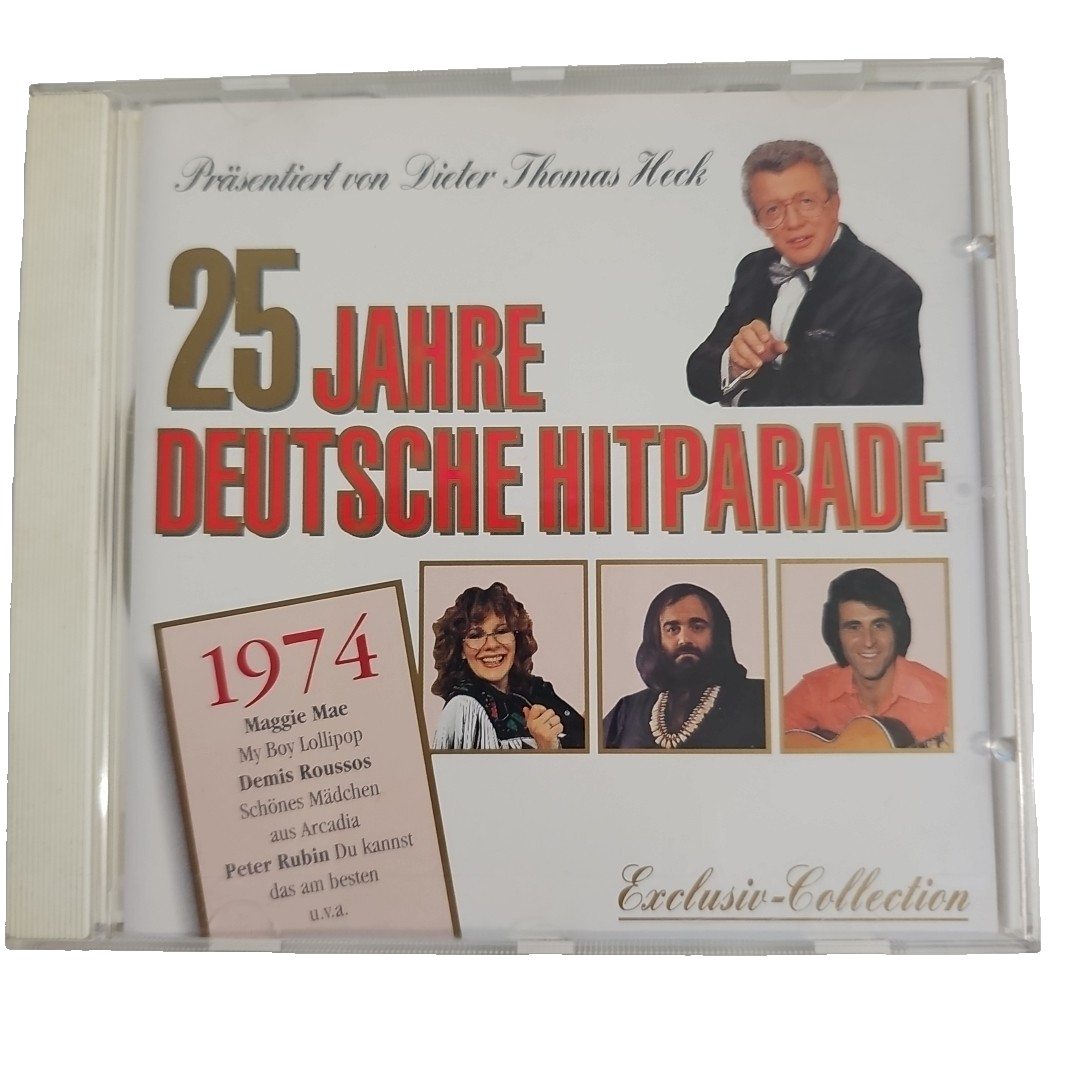 Präsentiert von Dieter Thomas Heck
25 JAHRE
DEUTSCHE HITPARADE
1974
Maggie Mae
My Boy Lollipop
Demis Roussos
Schönes Mädchen
aus Arcadia
Peter Rubin Du kannst
das am besten
u.v.a.
Exclusiv-Collection